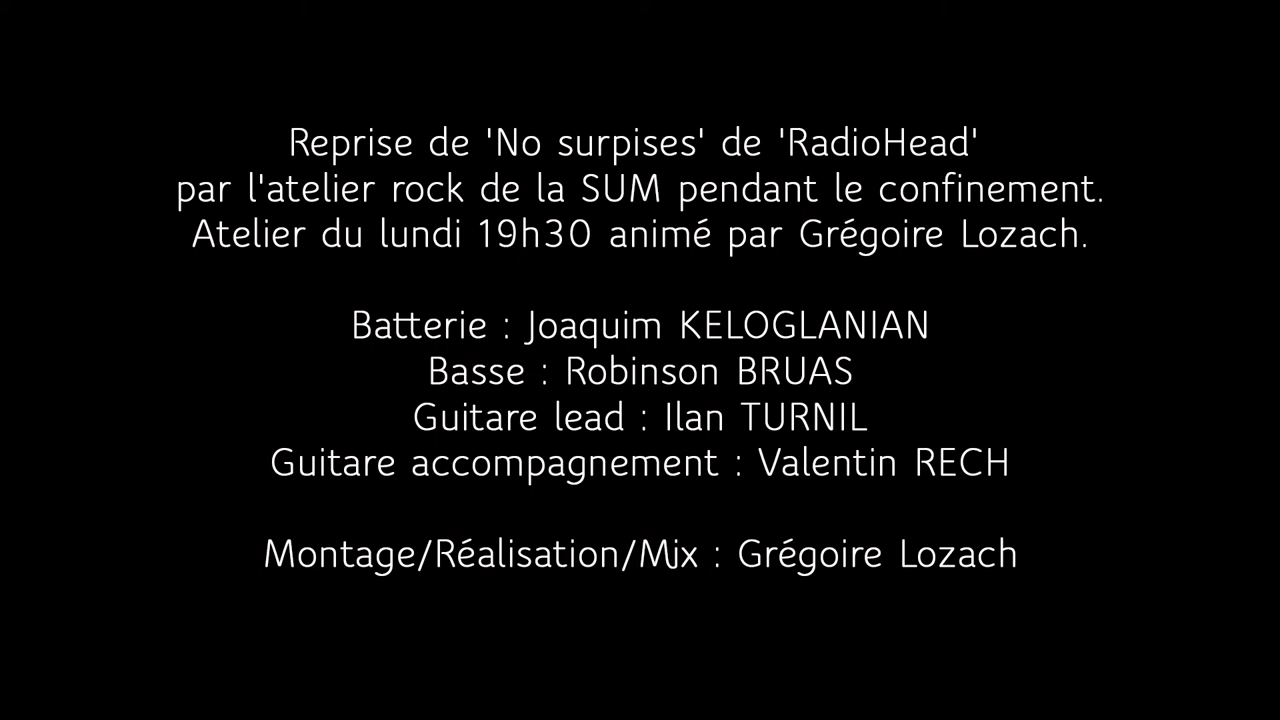 Reprise de 'No surpises' de 'RadioHead'
par l'atelier rock de la SUM pendant le confinement.
Atelier du lundi 19h30 animé par Grégoire Lozach.
Batterie : Joaquim KELOGLANIAN
Basse : Robinson BRUAS
Guitare lead : Ilan TURNIL
Guitare accompagnement : Valentin RECH
Montage/Réalisation/Mix : Grégoire Lozach